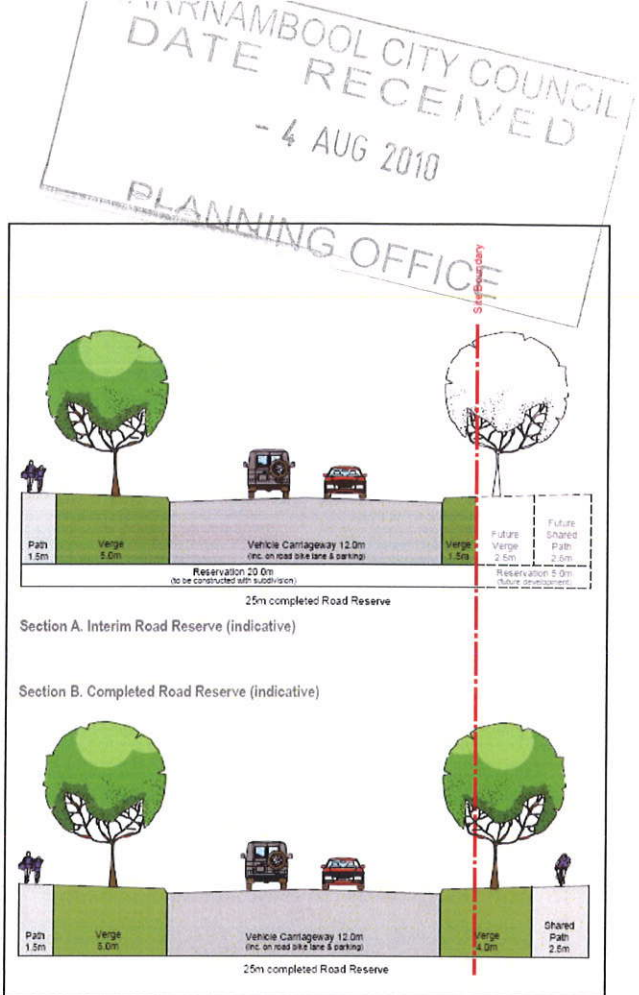 WARRNAMBOOL CITY COUNCIL
DATE RECEIVED
- 4 AUG 2010
PLANNING OFFICE
Site Boundary
Path
1.5m
Verge
5.0m
Vehicle Carriageway 12.0m
(inc. on road bike lane & parking)
Verge
1.5m
Future
Verge
2.5m
Future
Shared
Path
2.5m
Reservation 20.0m
(to be constructed with subdivision)
Reservation 5.0m
(future development)
25m completed Road Reserve
Section A. Interim Road Reserve (indicative)
Section B. Completed Road Reserve (indicative)
Path
1.5m
Verge
5.0m
Vehicle Carriageway 12.0m
(inc. on road bike lane & parking)
Verge
4.0m
Shared
Path
2.5m
25m completed Road Reserve